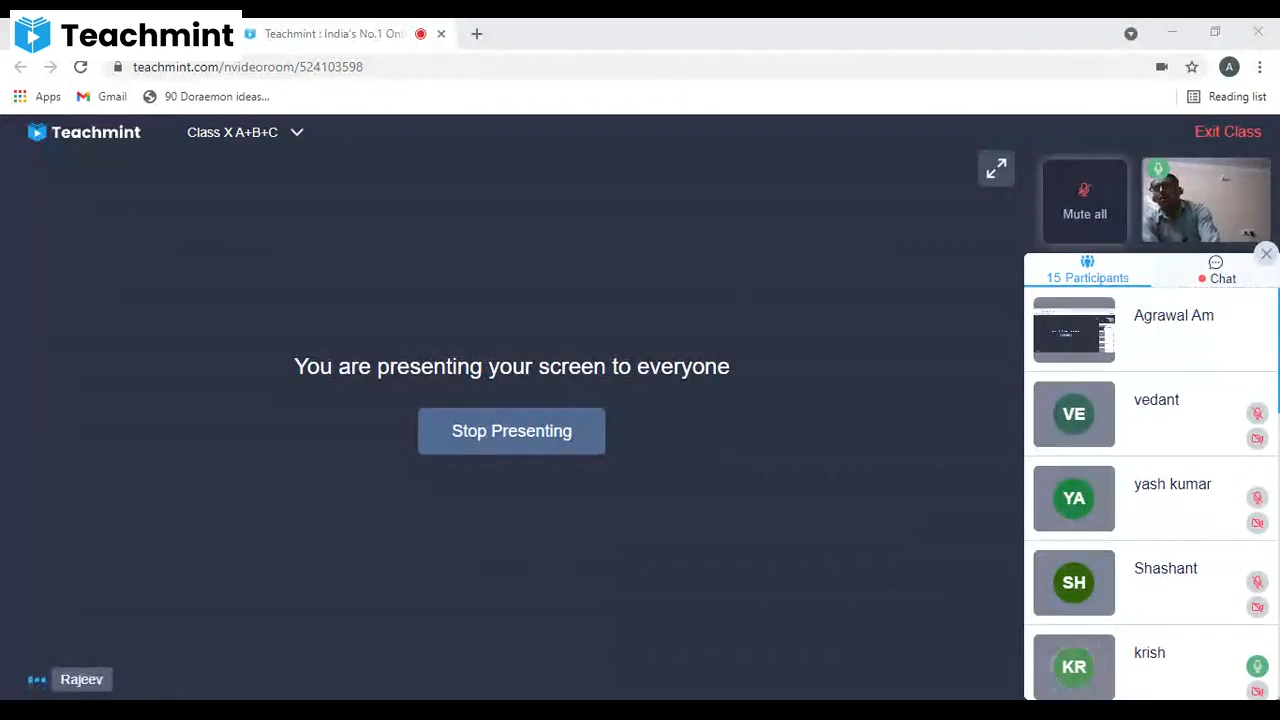 Teachmint
Teachmint : India's No.1 Onl
teachmint.com/nvideoroom/524103598
A
Apps
Gmail
90 Doraemon ideas...
Reading list
Teachmint
Class X A+B+C
Exit Class
Mute all
15 Participants
Chat
You are presenting your screen to everyone
Stop Presenting
Agrawal Am
VE
vedant
YA
yash kumar
SH
Shashant
KR
krish
Rajeev